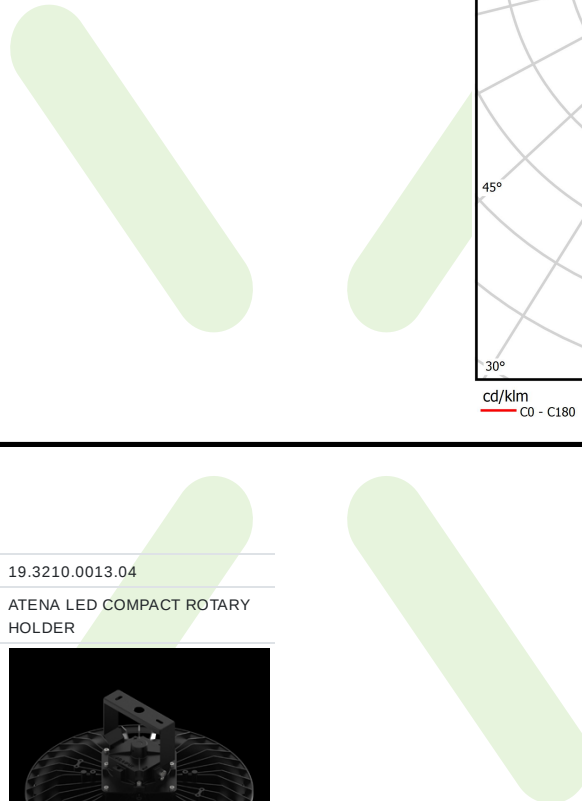 45°
30°
cd/klm
C0 - C180
19.3210.0013.04
ATENA LED COMPACT ROTARY
HOLDER